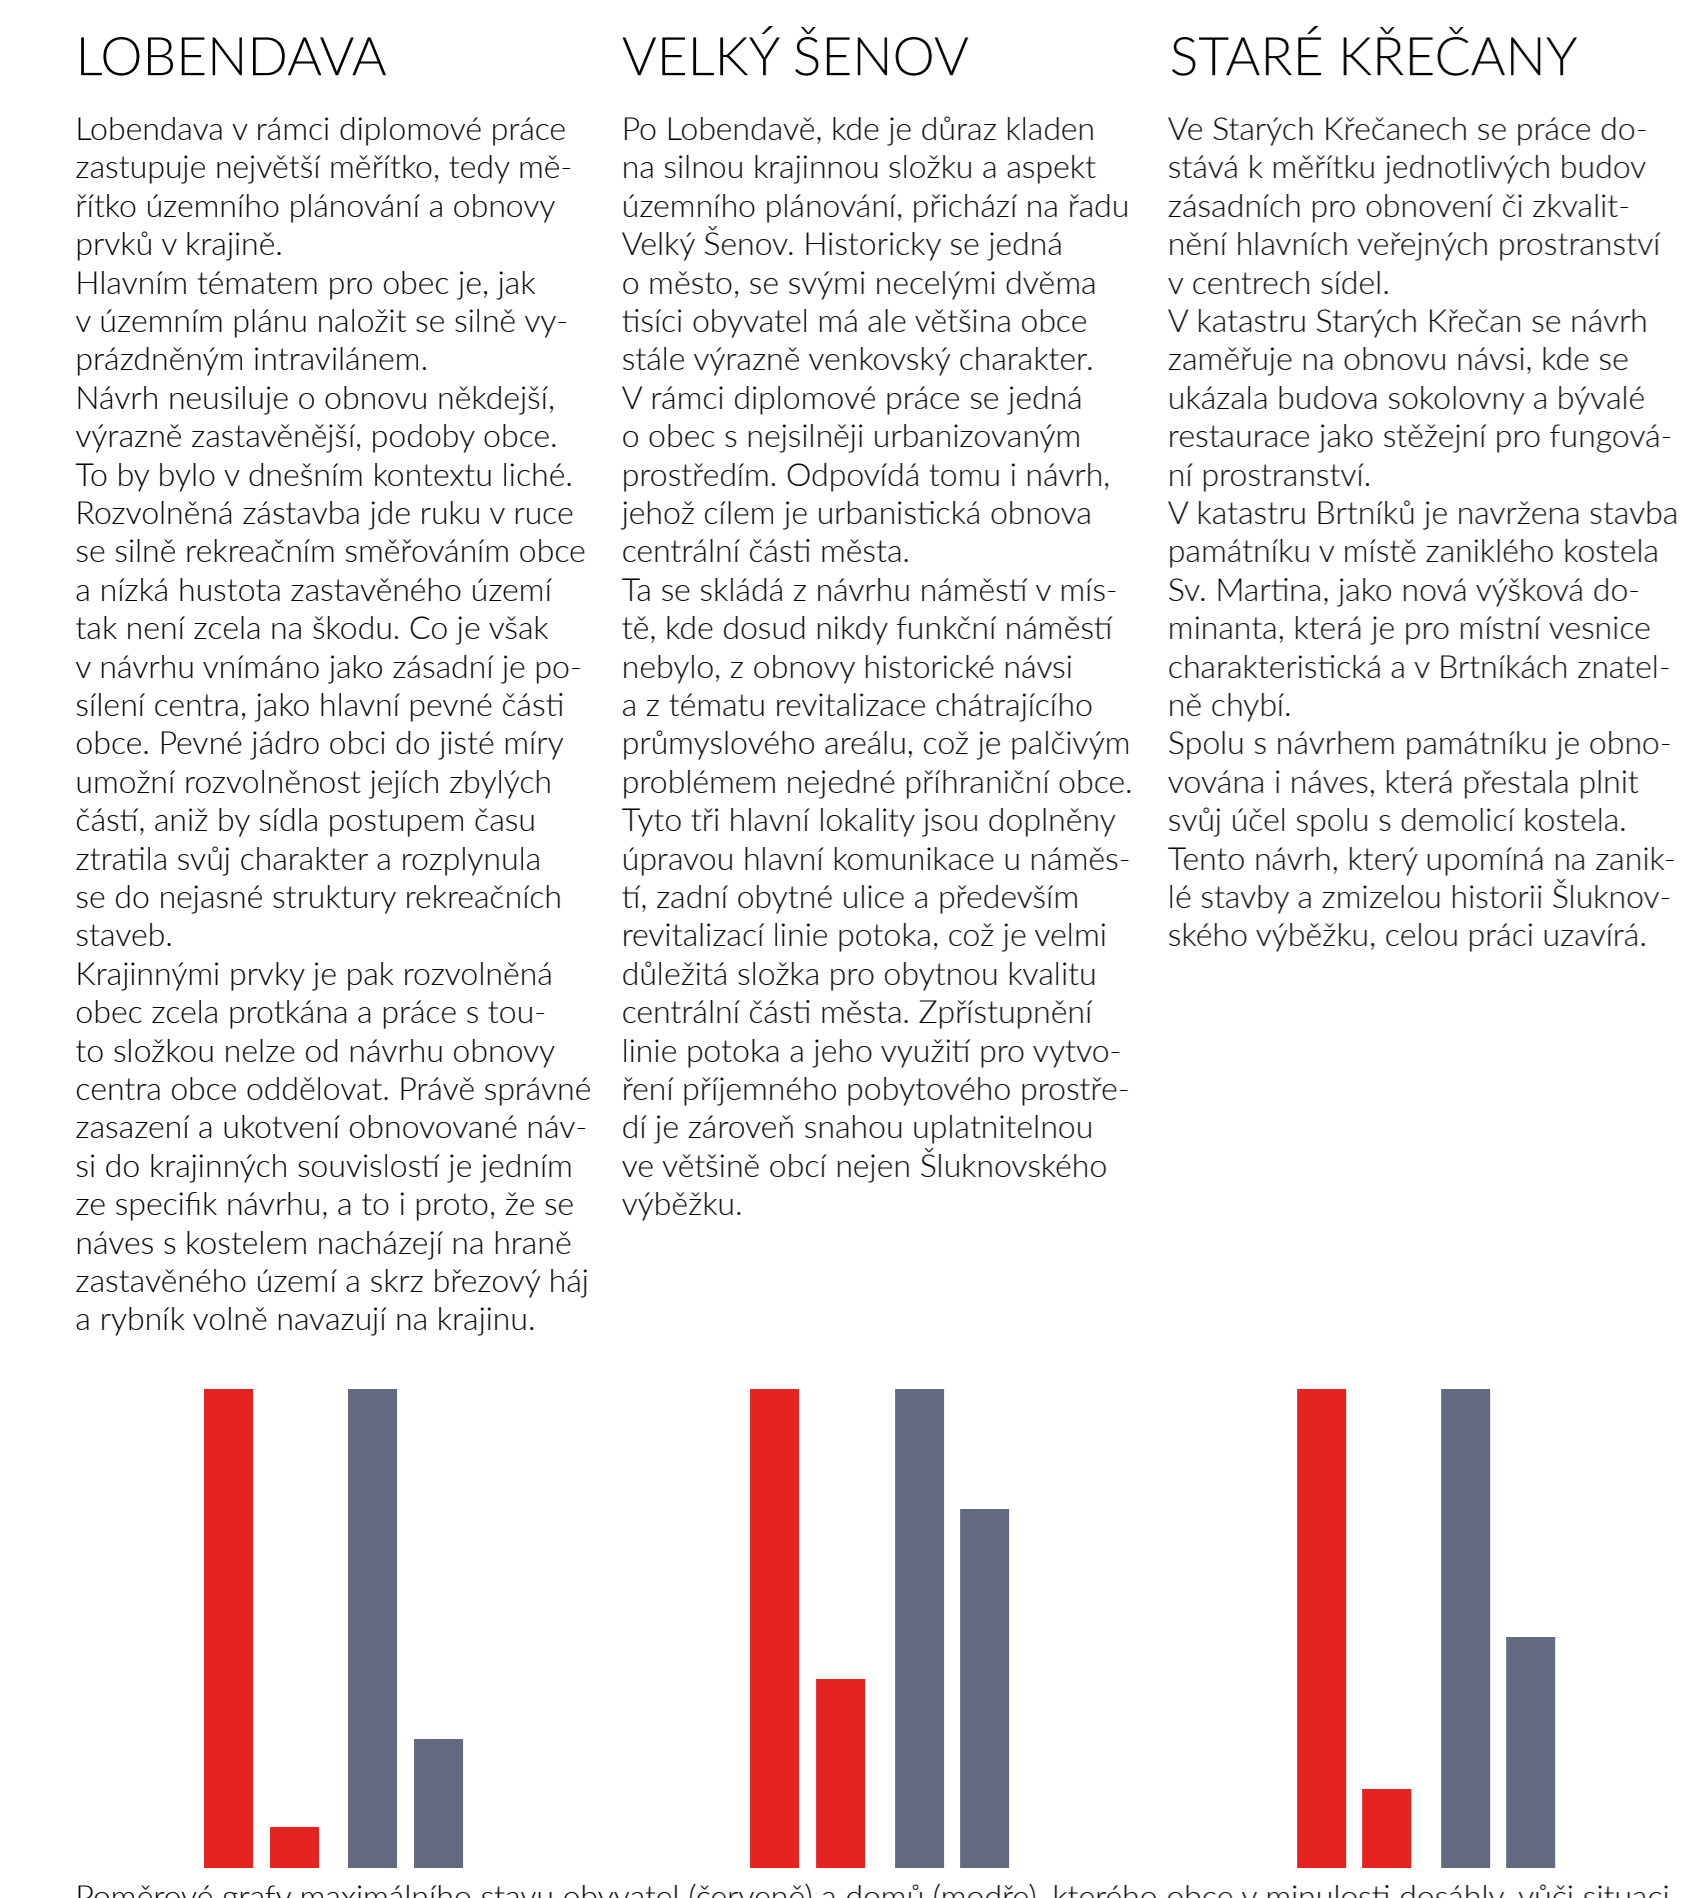 LOBENDAVA
Lobendava v rámci diplomové práce
zastupuje největší měřítko, tedy mě-
řítko územního plánování a obnovy
prvků v krajině.
Hlavním tématem pro obec je, jak
v územním plánu naložit se silně vy-
prázdněným intravilánem.
Návrh neusiluje o obnovu někdejší,
výrazně zastavěnější, podoby obce.
To by bylo v dnešním kontextu liché.
Rozvolněná zástavba jde ruku v ruce
se silně rekreačním směřováním obce
a nízká hustota zastavěného území
tak není zcela na škodu. Co je však
v návrhu vnímáno jako zásadní je po-
sílení centra, jako hlavní pevné části
obce. Pevné jádro obci do jisté míry
umožní rozvolněnost jejích zbylých
částí, aniž by sídla postupem času
ztratila svůj charakter a rozplynula
se do nejasné struktury rekreačních
staveb.
Krajinnými prvky je pak rozvolněná
obec zcela protkána a práce s tou-
to složkou nelze od návrhu obnovy
centra obce oddělovat. Právě správné
zasazení a ukotvení obnovované náv-
si do krajinných souvislostí je jedním
ze specifik návrhu, a to i proto, že se
náves s kostelem nacházejí na hraně
zastavěného území a skrz březový háj
a rybník volně navazují na krajinu.
VELKÝ ŠENOV
Po Lobendavě, kde je důraz kladen
na silnou krajinnou složku a aspekt
územního plánování, přichází na řadu
Velký Šenov. Historicky se jedná
o město, se svými necelými dvěma
tisíci obyvatel má ale většina obce
stále výrazně venkovský charakter.
V rámci diplomové práce se jedná
o obec s nejsilněji urbanizovaným
prostředím. Odpovídá tomu i návrh,
jehož cílem je urbanistická obnova
centrální části města.
Ta se skládá z návrhu náměstí v mís-
tě, kde dosud nikdy funkční náměstí
nebylo, z obnovy historické návsi
a z tématu revitalizace chátrajícího
průmyslového areálu, což je palčivým
problémem nejedné příhraniční obce.
Tyto tři hlavní lokality jsou doplněny
úpravou hlavní komunikace u náměs-
tí, zadní obytné ulice a především
revitalizací linie potoka, což je velmi
důležitá složka pro obytnou kvalitu
centrální části města. Zpřístupnění
linie potoka a jeho využití pro vytvo-
ření příjemného pobytového prostře-
dí je zároveň snahou uplatnitelnou
ve většině obcí nejen Šluknovského
výběžku.
STARÉ KŘEČANY
Ve Starých Křečanech se práce do-
stává k měřítku jednotlivých budov
zásadních pro obnovení či zkvalit-
nění hlavních veřejných prostranství
v centrech sídel.
V katastru Starých Křečan se návrh
zaměřuje na obnovu návsi, kde se
ukázala budova sokolovny a bývalé
restaurace jako stěžejní pro fungová-
ní prostranství.
V katastru Brtníků je navržena stavba
památníku v místě zaniklého kostela
Sv. Martina, jako nová výšková do-
minanta, která je pro místní vesnice
charakteristická a v Brtníkách znatel-
ně chybí.
Spolu s návrhem památníku je obno-
vována i náves, která přestala plnit
svůj účel spolu s demolicí kostela.
Tento návrh, který upomíná na zanik-
lé stavby a zmizelou historii Šluknov-
ského výběžku, celou práci uzavírá.
Poměrové grafy maximálního stavu obyvatel (červeně) a domů (modře), kterého obce v minulosti dosáhly, vůči situaci